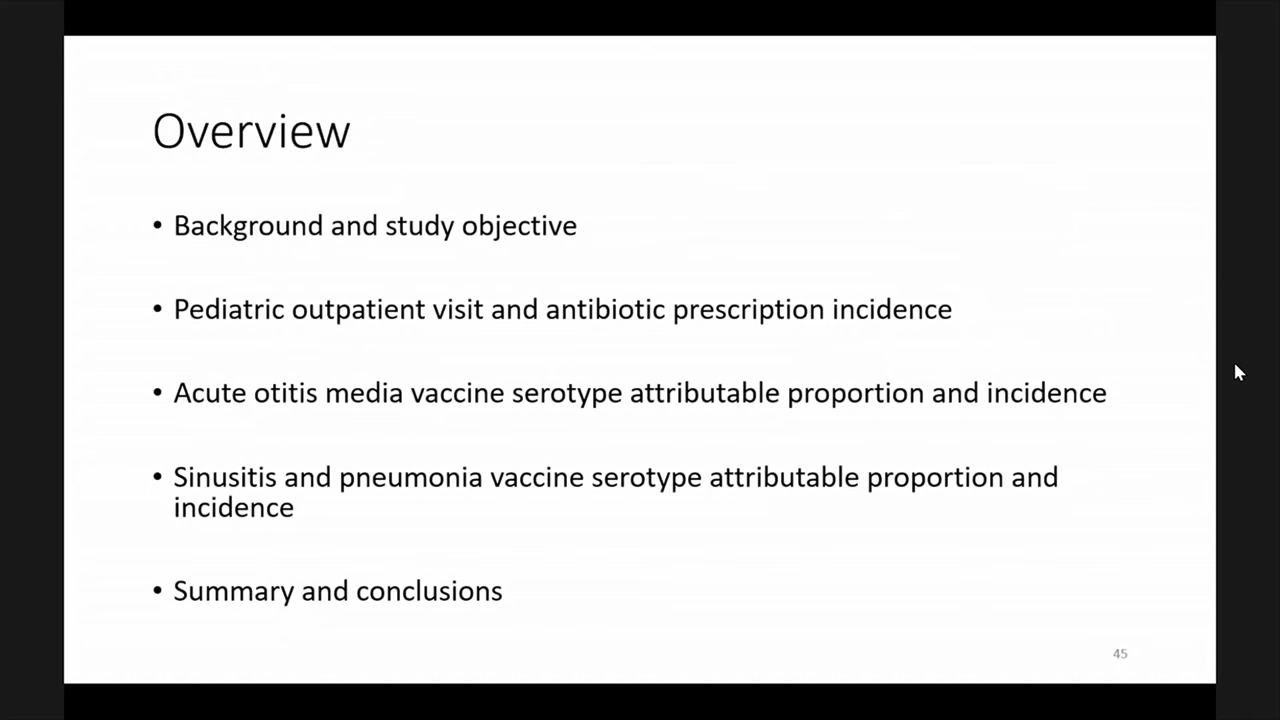 Overview
• Background and study objective
• Pediatric outpatient visit and antibiotic prescription incidence
• Acute otitis media vaccine serotype attributable proportion and incidence
• Sinusitis and pneumonia vaccine serotype attributable proportion and
incidence
• Summary and conclusions
45